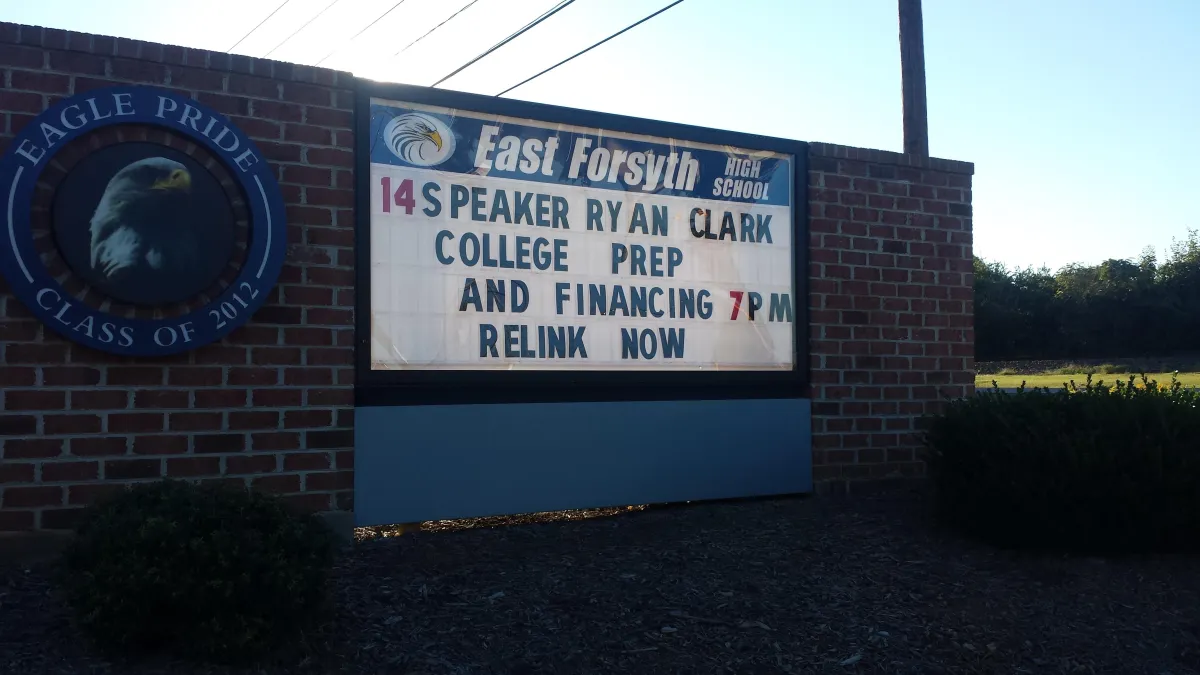 EAGLE PRIDE
CLASS OF 2012
East Forsyth HIGH SCHOOL
14 SPEAKER RYAN CLARK
COLLEGE PREP
AND FINANCING 7PM
RELINK NOW